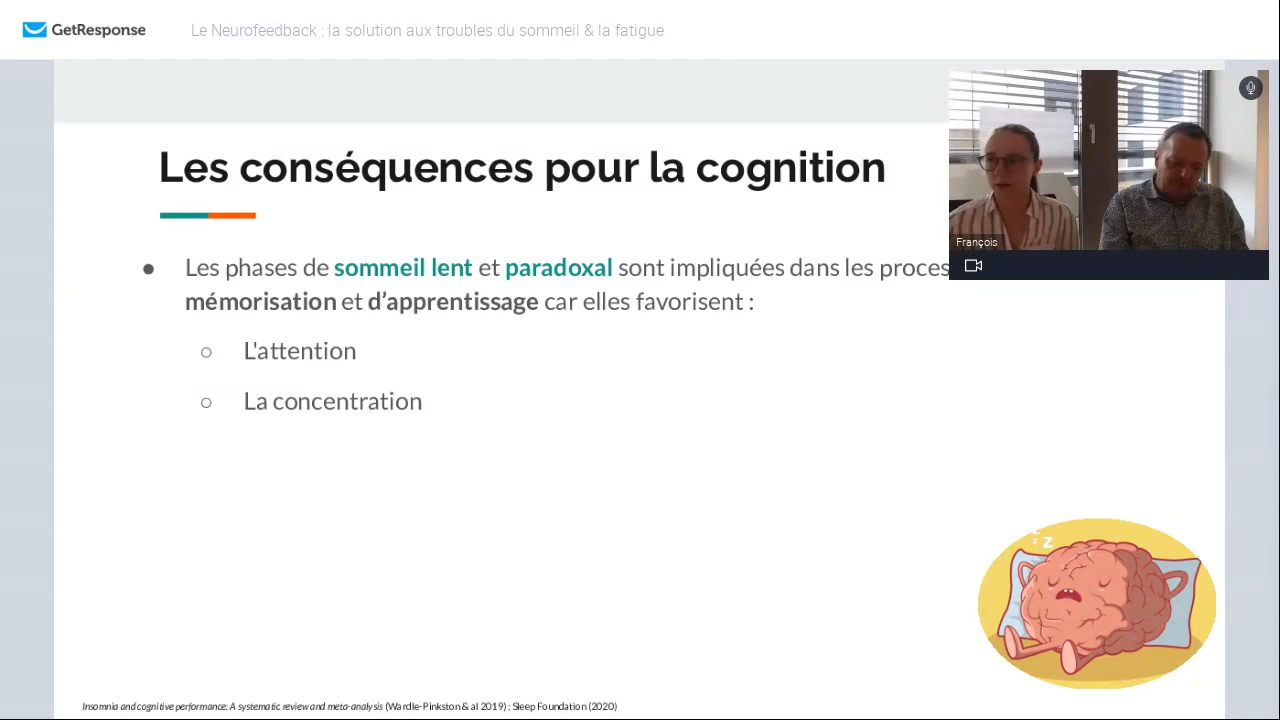 GetResponse
Le Neurofeedback : la solution aux troubles du sommeil & la fatigue
Les conséquences pour la cognition
François
● Les phases de sommeil lent et paradoxal sont impliquées dans les
mémorisation et d’apprentissage car elles favorisent :
○ L'attention
○ La concentration
z
z
Insomnia and cognitive performance: A systematic review and meta-analysis (Wardle-Pinkston & al 2019) ; Sleep Foundation (2020)